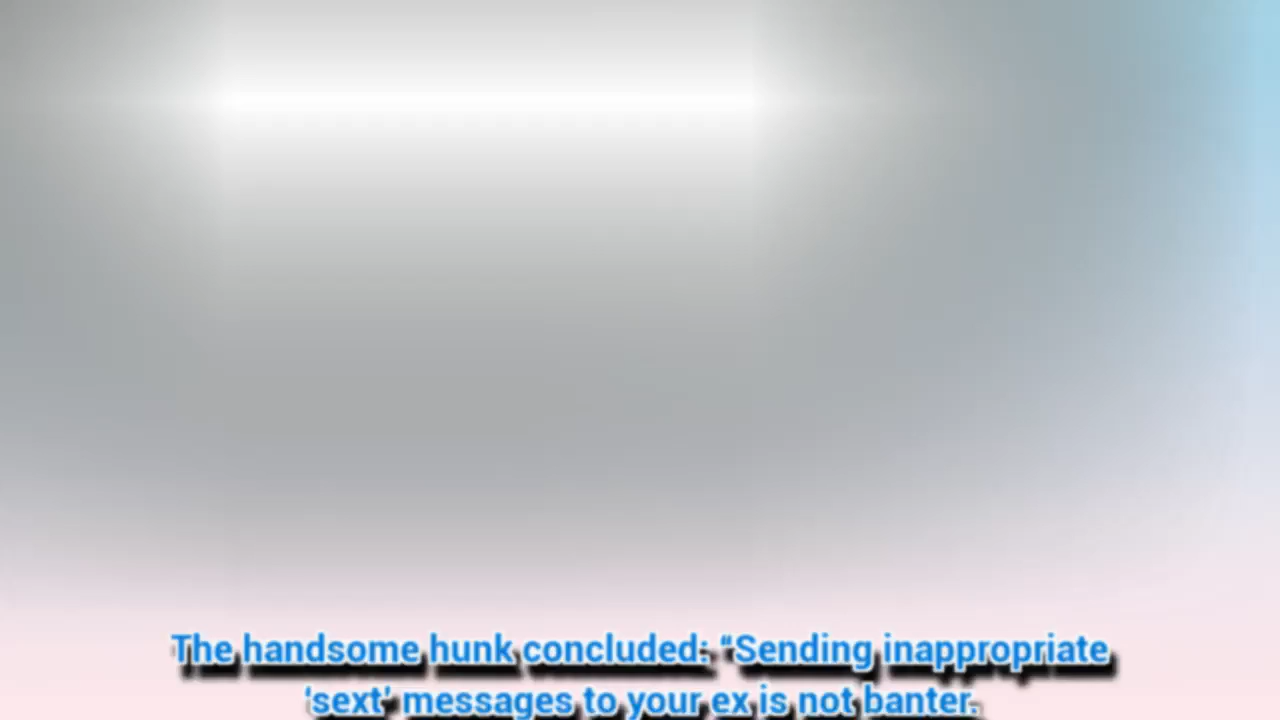 The handsome hunk concluded: “Sending inappropriate
‘sext’ messages to your ex is not banter.